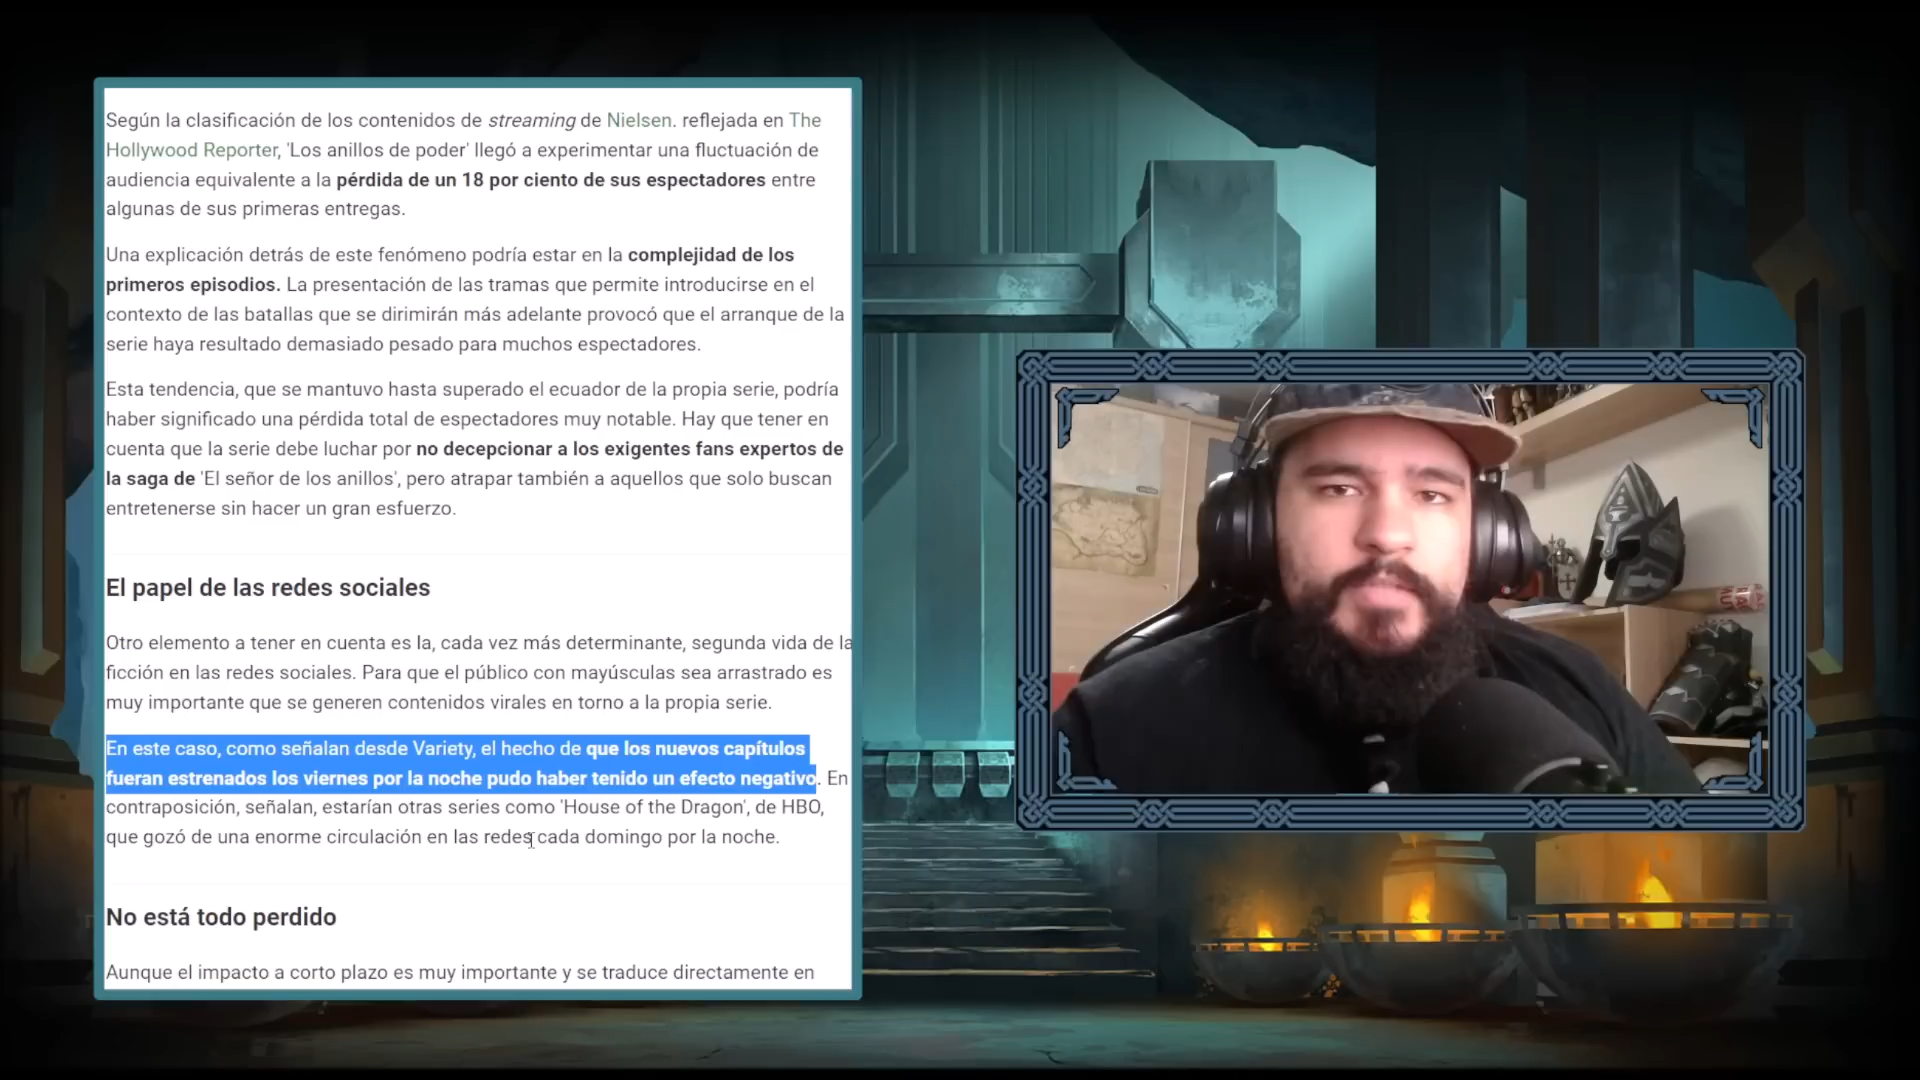 Según la clasificación de los contenidos de streaming de Nielsen. reflejada en The
Hollywood Reporter, 'Los anillos de poder' llegó a experimentar una fluctuación de
audiencia equivalente a la pérdida de un 18 por ciento de sus espectadores entre
algunas de sus primeras entregas.
Una explicación detrás de este fenómeno podría estar en la complejidad de los
primeros episodios. La presentación de las tramas que permite introducirse en el
contexto de las batallas que se dirimirán más adelante provocó que el arranque de la
serie haya resultado demasiado pesado para muchos espectadores.
Esta tendencia, que se mantuvo hasta superado el ecuador de la propia serie, podría
haber significado una pérdida total de espectadores muy notable. Hay que tener en
cuenta que la serie debe luchar por no decepcionar a los exigentes fans expertos de
la saga de 'El señor de los anillos', pero atrapar también a aquellos que solo buscan
entretenerse sin hacer un gran esfuerzo.
El papel de las redes sociales
Otro elemento a tener en cuenta es la, cada vez más determinante, segunda vida de la
ficción en las redes sociales. Para que el público con mayúsculas sea arrastrado es
muy importante que se generen contenidos virales en torno a la propia serie.
En este caso, como señalan desde Variety, el hecho de que los nuevos capítulos
fueran estrenados los viernes por la noche pudo haber tenido un efecto negativo. En
contraposición, señalan, estarían otras series como 'House of the Dragon', de HBO,
que gozó de una enorme circulación en las redes cada domingo por la noche.
No está todo perdido
Aunque el impacto a corto plazo es muy importante y se traduce directamente en